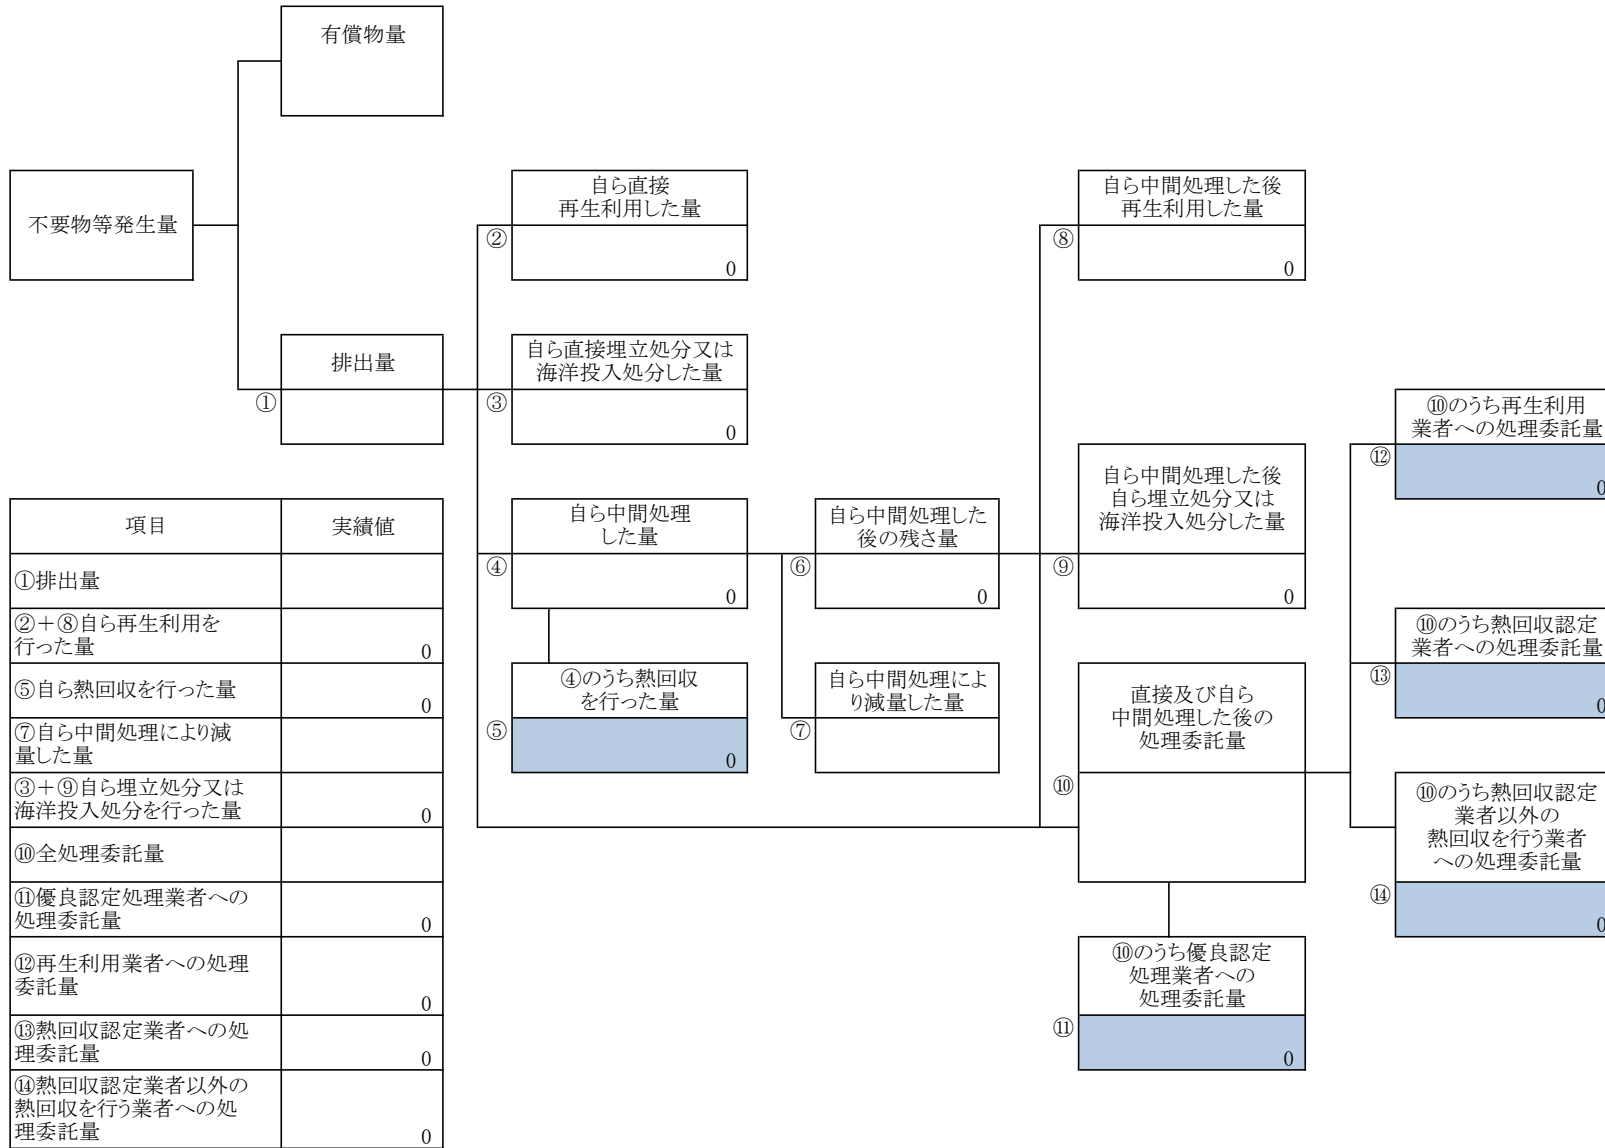 有償物量
不要物等発生量
自ら直接
再生利用した量
②
0
自ら中間処理した後
再生利用した量
⑧
0
排出量
①
自ら直接埋立処分又は
海洋投入処分した量
③
0
⑩のうち再生利用
業者への処理委託量
⑫
0
自ら中間処理した後
自ら埋立処分又は
海洋投入処分した量
⑨
0
自ら中間処理
した量
④
0
自ら中間処理した
後の残さ量
⑥
0
⑩のうち熱回収認定
業者への処理委託量
⑬
0
④のうち熱回収
を行った量
⑤
0
自ら中間処理によ
り減量した量
⑦
直接及び自ら
中間処理した後の
処理委託量
⑩
⑩のうち熱回収認定
業者以外の
熱回収を行う業者
への処理委託量
⑭
0
⑩のうち優良認定
処理業者への
処理委託量
⑪
0
項目 実績値
①排出量
②+⑧自ら再生利用を
行った量 0
⑤自ら熱回収を行った量 0
⑦自ら中間処理により減
量した量
③+⑨自ら埋立処分又は
海洋投入処分を行った量 0
⑩全処理委託量
⑪優良認定処理業者への
処理委託量 0
⑫再生利用業者への処理
委託量 0
⑬熱回収認定業者への処
理委託量 0
⑭熱回収認定業者以外の
熱回収を行う業者への処
理委託量 0